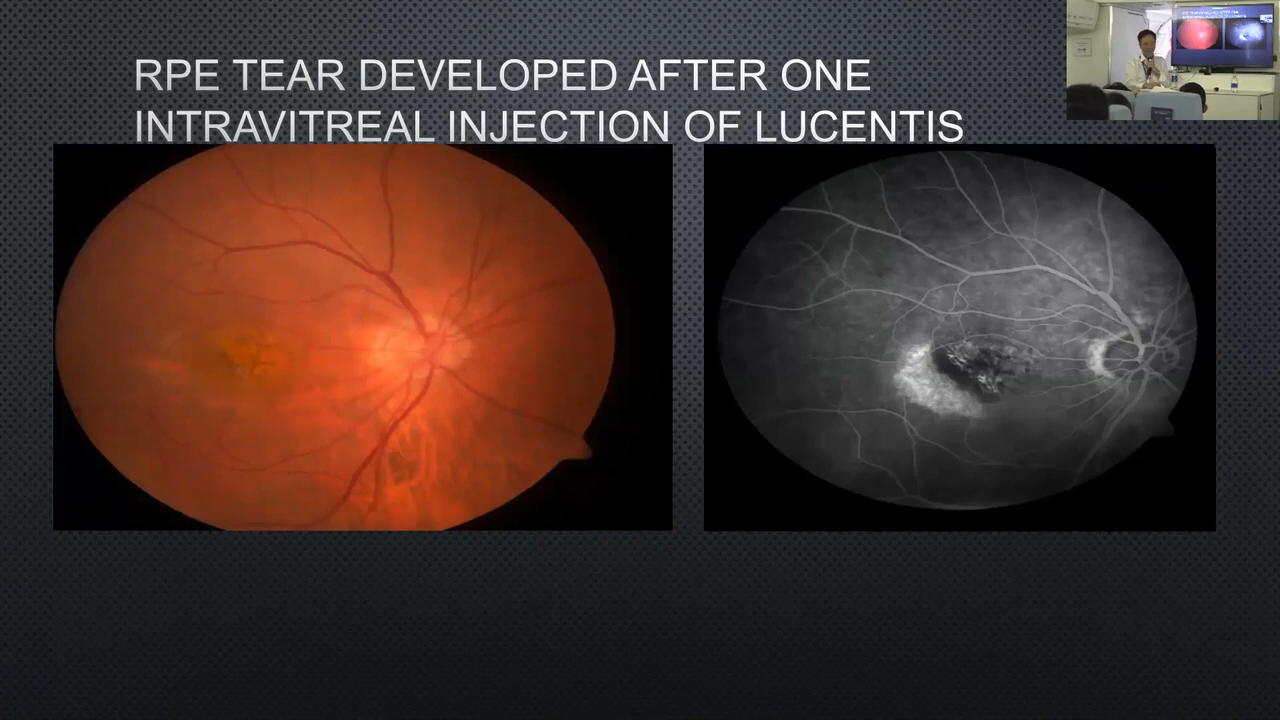 RPE TEAR DEVELOPED AFTER ONE
INTRAVITREAL INJECTION OF LUCENTIS